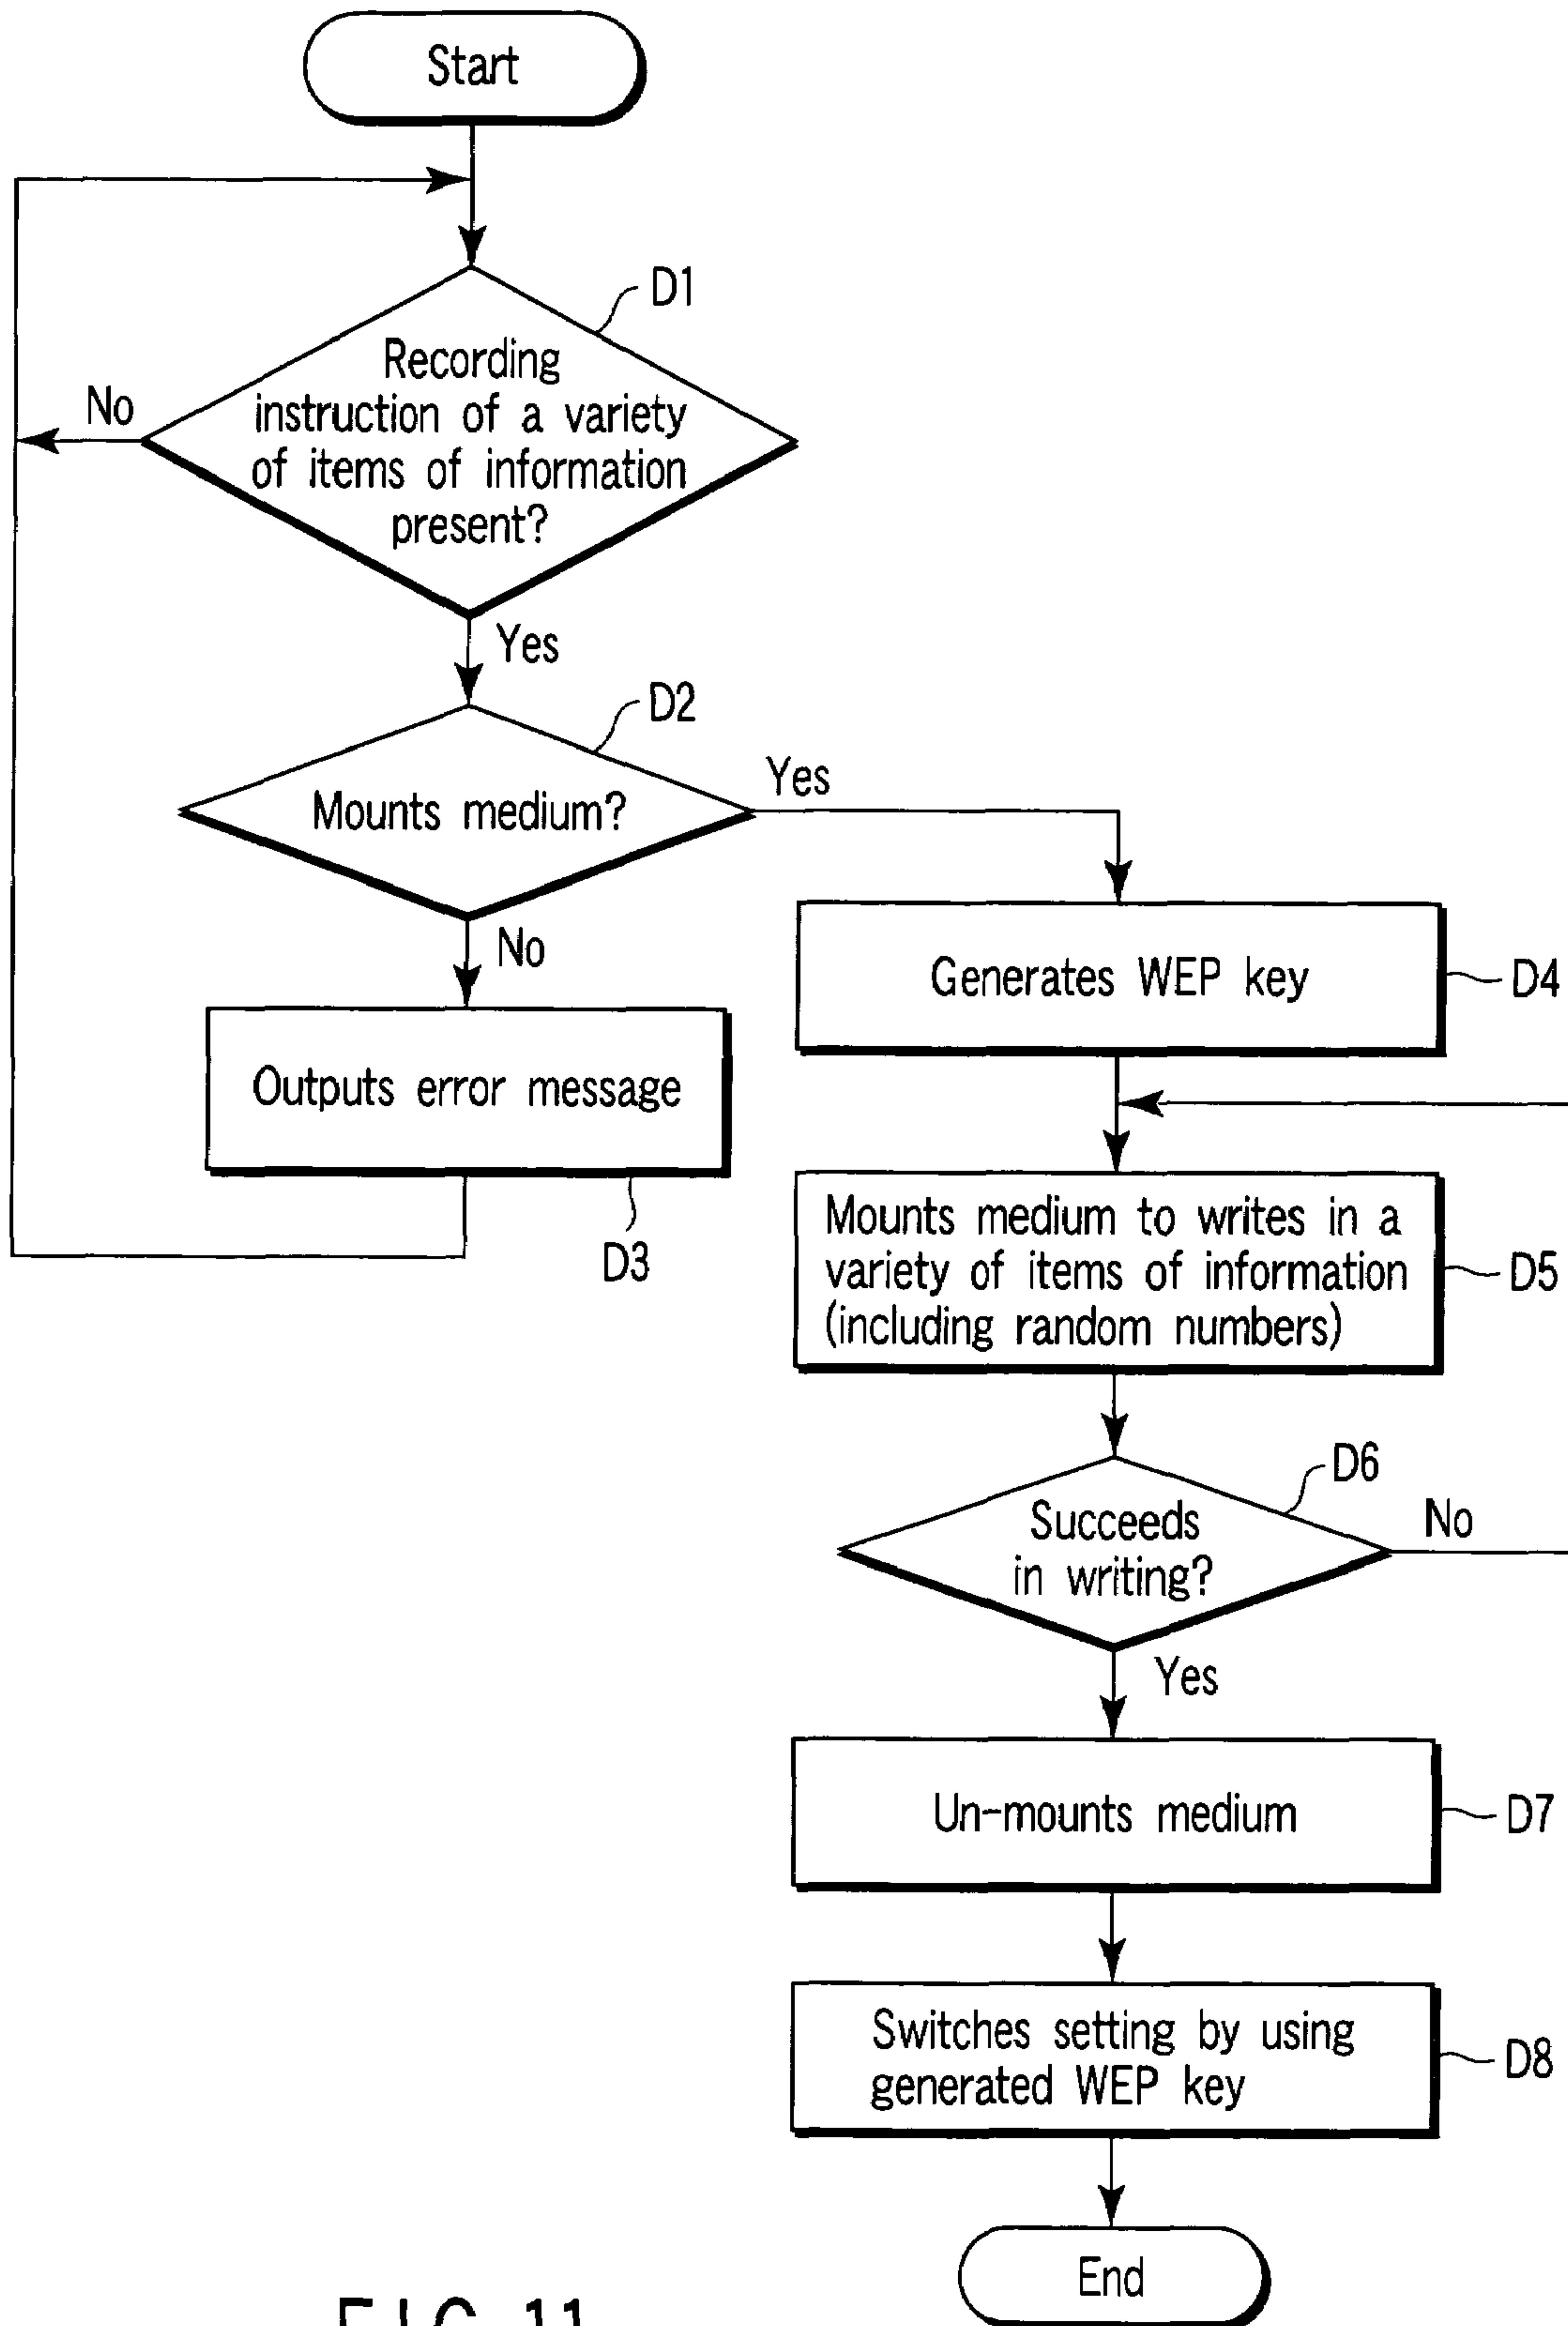 Start
D1
Recording
instruction of a variety
of items of information
present?
No
Yes
D2
Mounts medium?
Yes
No
Generates WEP key
D4
Outputs error message
D3
Mounts medium to writes in a
variety of items of information
(including random numbers)
D5
D6
Succeeds
in writing?
No
Yes
Un-mounts medium
D7
Switches setting by using
generated WEP key
D8
End
FIG. 11